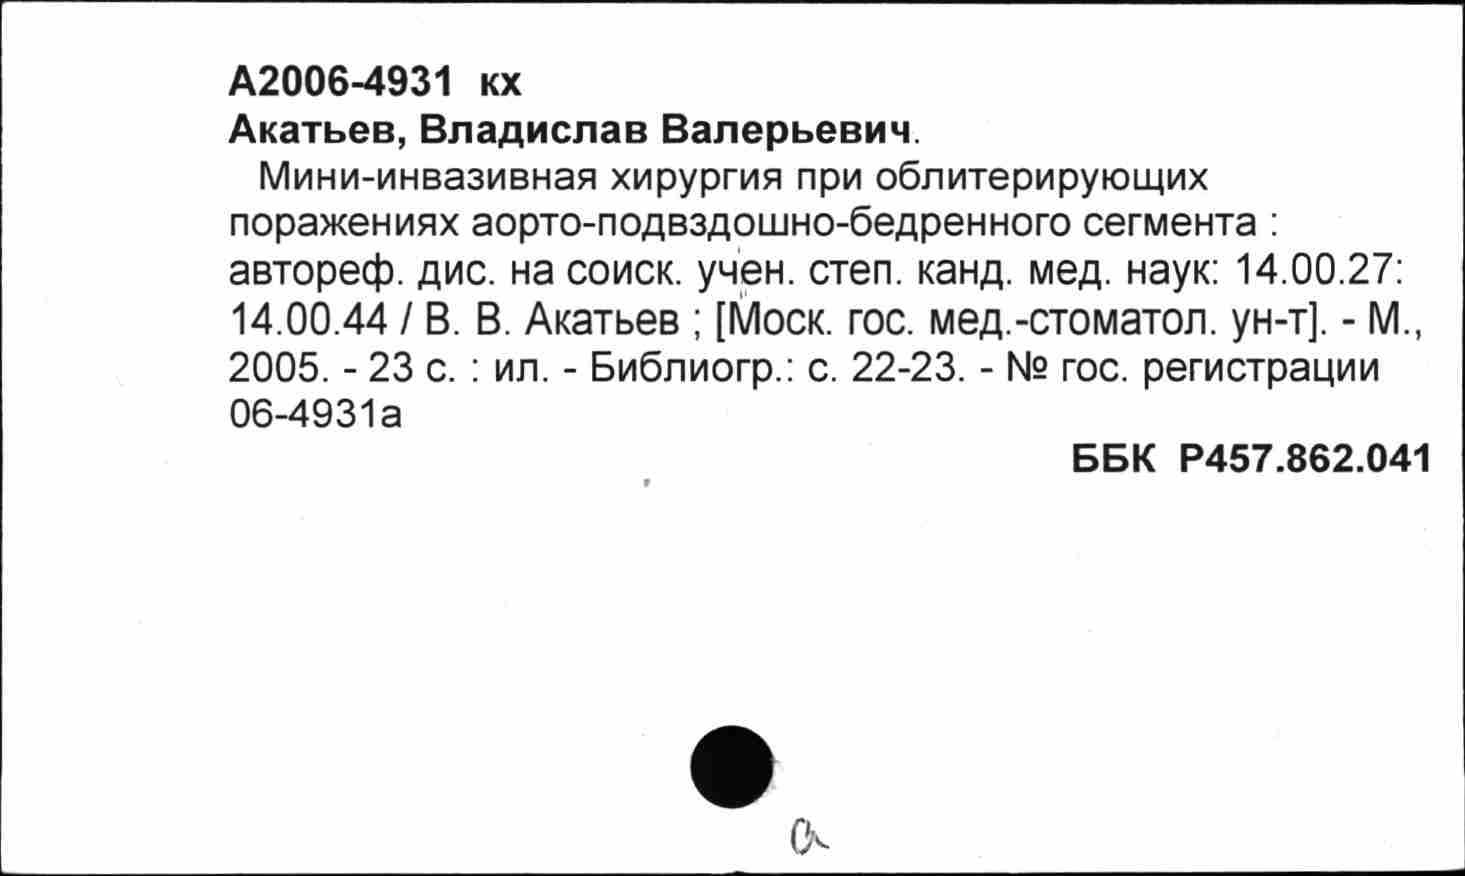 А2006-4931 кх
Акатьев, Владислав Валерьевич.
Мини-инвазивная хирургия при облитерирующих
поражениях аорто-подвздошно-бедренного сегмента :
автореф. дис. на соиск. учен. степ. канд. мед. наук: 14.00.27:
14.00.44 / В. В. Акатьев ; [Моск. гос. мед.-стоматол. ун-т]. - М.,
2005. - 23 с. : ил. - Библиогр.: с. 22-23. - № гос. регистрации
06-4931а
ББК Р457.862.041
а